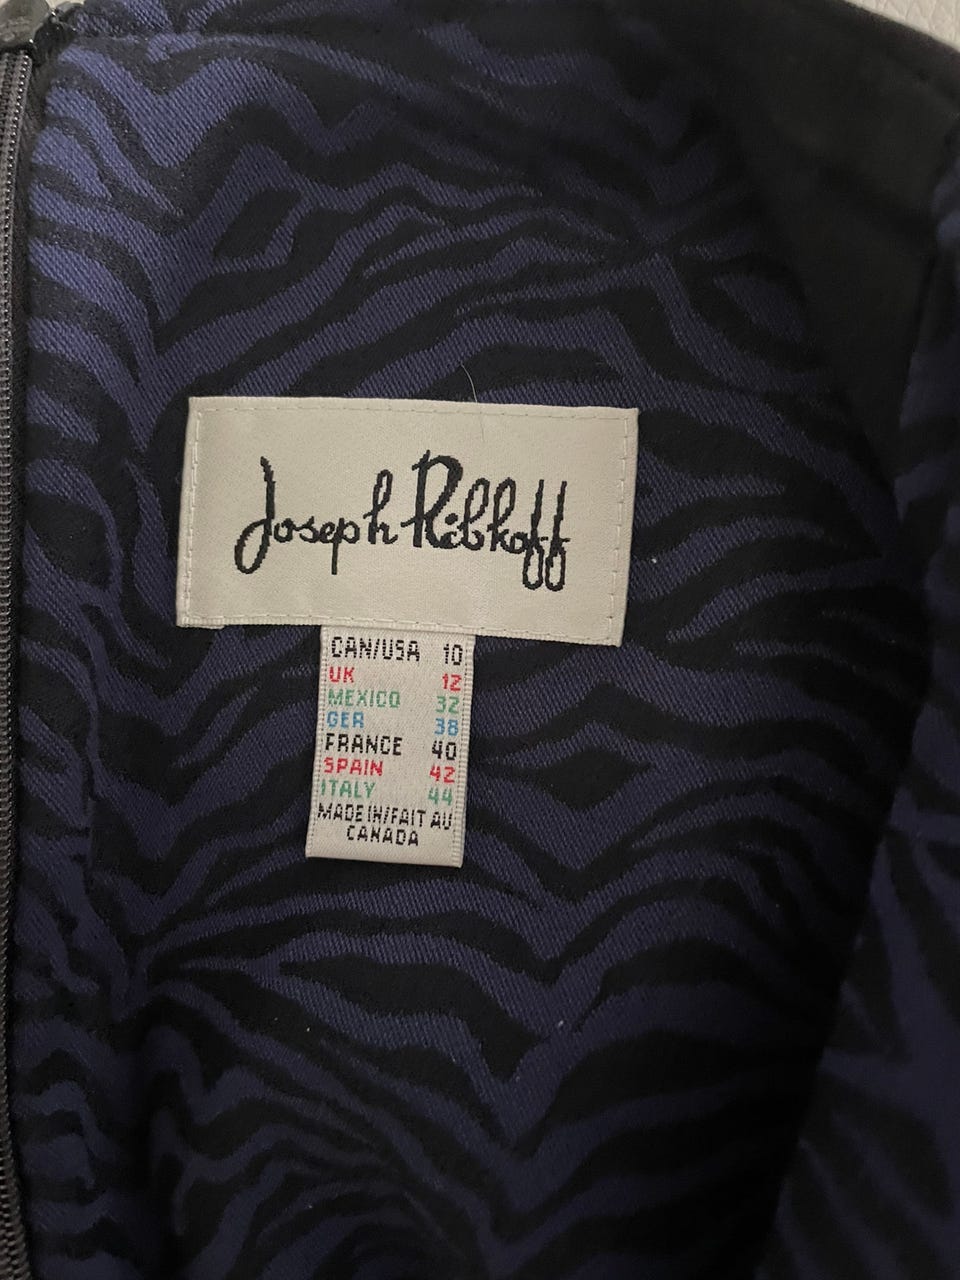 Joseph Ribkoff
CAN/USA 10
UK 12
MEXICO 32
GER 38
FRANCE 40
SPAIN 42
ITALY 44
MADE IN/FAIT AU
CANADA